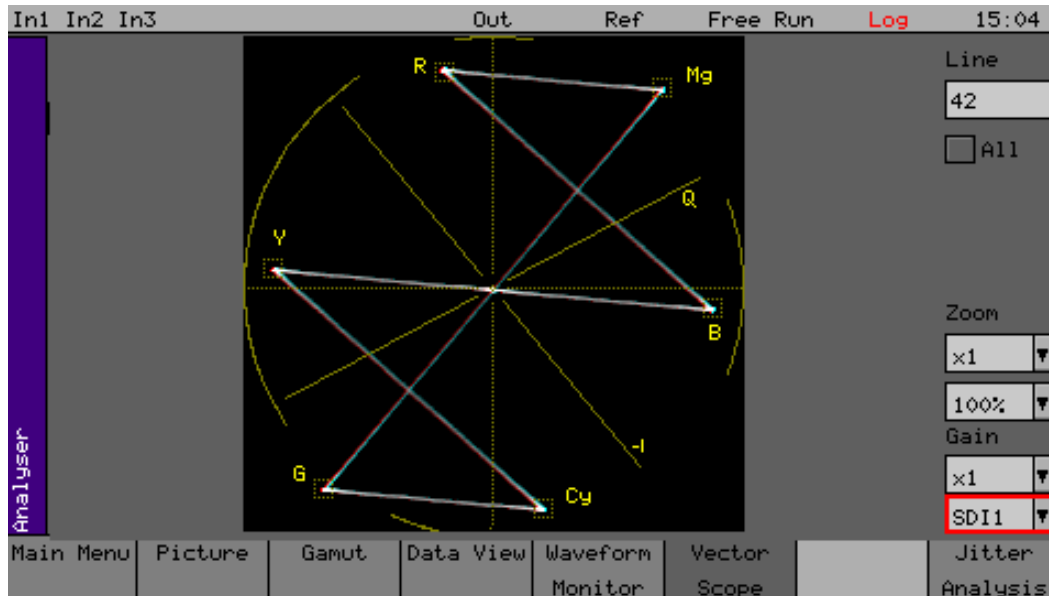 In1 In2 In3 Out Ref Free Run Log 15:04
Line
42
All
R
Mg
Q
Y
B
-I
G
Cy
Zoom
x1
100%
Gain
x1
SDI1
Analyser
Main Menu Picture Gamut Data View Waveform Monitor Vector Scope Jitter Analysis